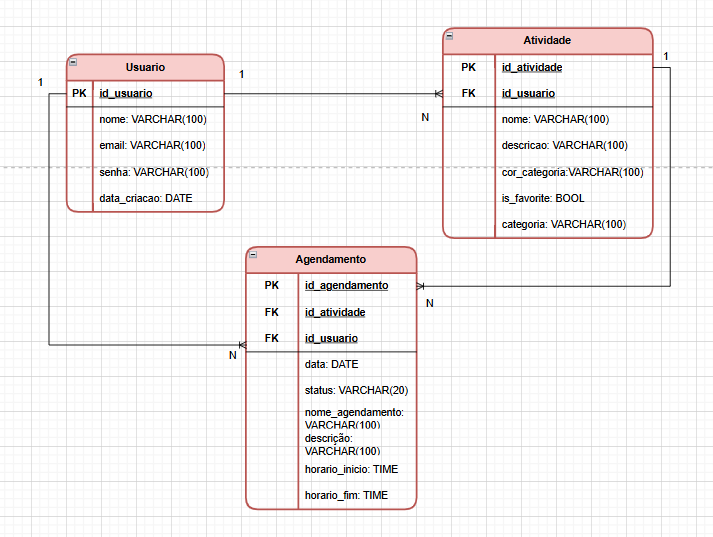 Usuario
1
PK id_usuario
nome: VARCHAR(100)
email: VARCHAR(100)
senha: VARCHAR(100)
data_criacao: DATE
1
N
Atividade
1
PK id_atividade
FK id_usuario
nome: VARCHAR(100)
descricao: VARCHAR(100)
cor_categoria:VARCHAR(100)
is_favorite: BOOL
categoria: VARCHAR(100)
Agendamento
PK id_agendamento
N
FK id_atividade
FK id_usuario
N
data: DATE
status: VARCHAR(20)
nome_agendamento:
VARCHAR(100)
descrição:
VARCHAR(100)
horario_inicio: TIME
horario_fim: TIME